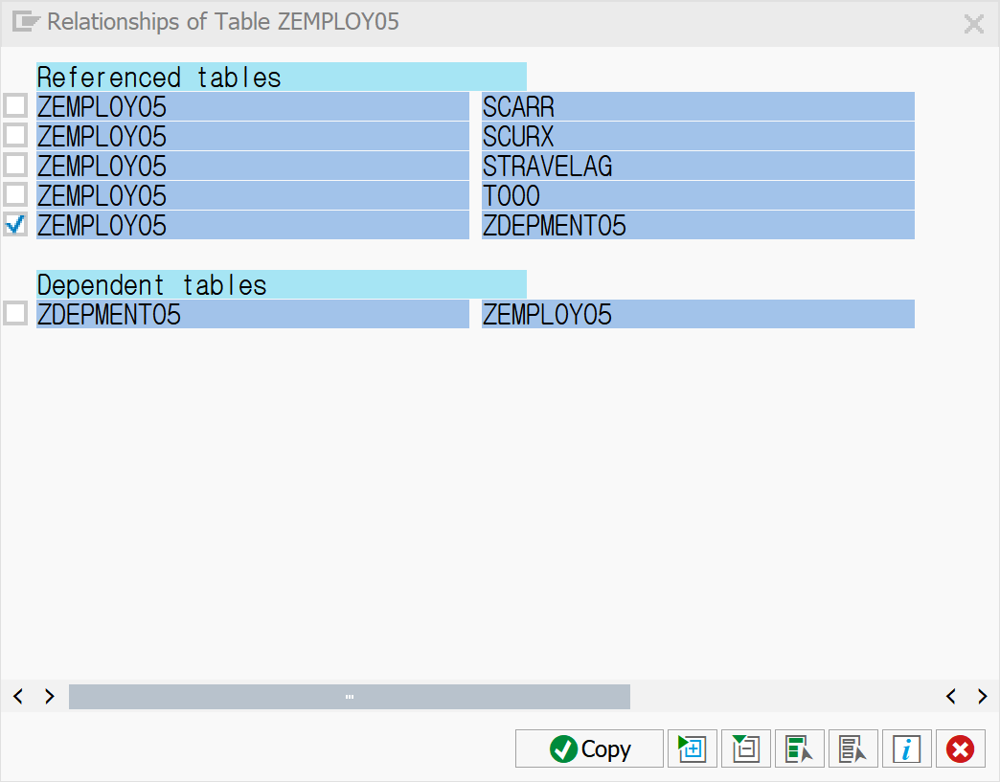 Relationships of Table ZEMPLOY05
Referenced tables
ZEMPLOY05 SCARR
ZEMPLOY05 SCURX
ZEMPLOY05 STRAVELAG
ZEMPLOY05 T000
ZEMPLOY05 ZDEPMENT05
Dependent tables
ZDEPMENT05 ZEMPLOY05
Copy